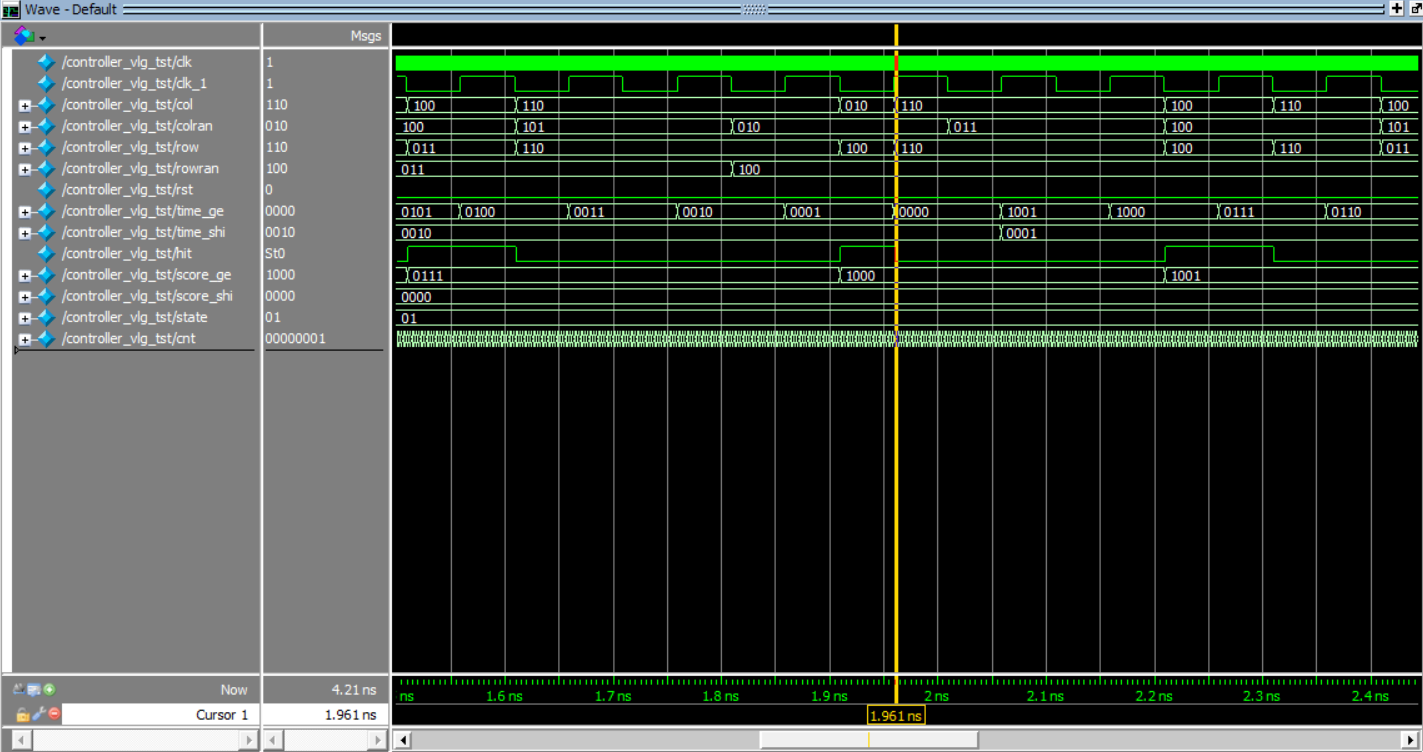 Wave - Default
Msgs
/controller_vlg_tst/clk 1
/controller_vlg_tst/clk_1 1
/controller_vlg_tst/col 110 100 110 010 110 100 110 100
/controller_vlg_tst/colran 010 100 101 010 011 100 101
/controller_vlg_tst/row 110 011 110 100 110 100 110 011
/controller_vlg_tst/rowran 100 011 100
/controller_vlg_tst/rst 0
/controller_vlg_tst/time_ge 0000 0101 0100 0011 0010 0001 0000 1001 1000 0111 0110
/controller_vlg_tst/time_shi 0010 0010 0001
/controller_vlg_tst/hit St0
/controller_vlg_tst/score_ge 1000 0111 1000 1001
/controller_vlg_tst/score_shi 0000 0000
/controller_vlg_tst/state 01 01
/controller_vlg_tst/cnt 00000001
Now 4.21 ns ns 1.6 ns 1.7 ns 1.8 ns 1.9 ns 2 ns 2.1 ns 2.2 ns 2.3 ns 2.4 ns
Cursor 1 1.961 ns 1.961 ns